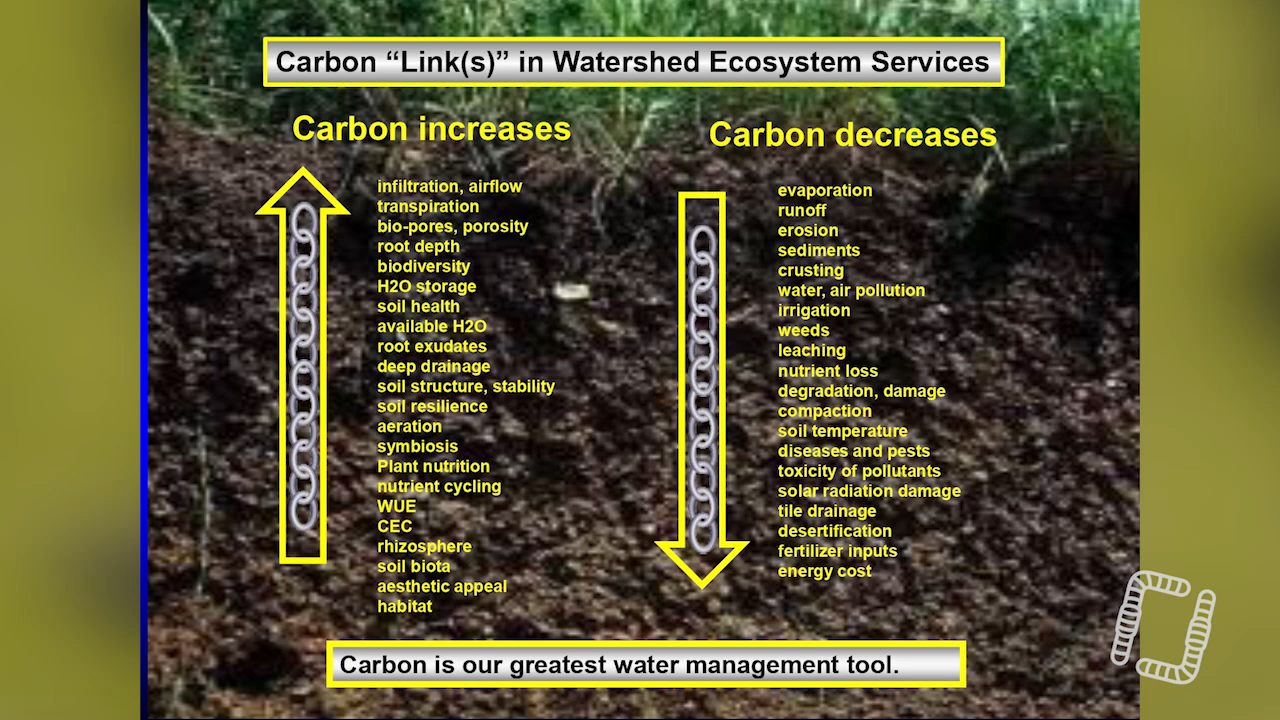 Carbon “Link(s)” in Watershed Ecosystem Services
Carbon increases
infiltration, airflow
transpiration
bio-pores, porosity
root depth
biodiversity
H2O storage
soil health
available H2O
root exudates
deep drainage
soil structure, stability
soil resilience
aeration
symbiosis
Plant nutrition
nutrient cycling
WUE
CEC
rhizosphere
soil biota
aesthetic appeal
habitat
Carbon decreases
evaporation
runoff
erosion
sediments
crusting
water, air pollution
irrigation
weeds
leaching
nutrient loss
degradation, damage
compaction
soil temperature
diseases and pests
toxicity of pollutants
solar radiation damage
tile drainage
desertification
fertilizer inputs
energy cost
Carbon is our greatest water management tool.